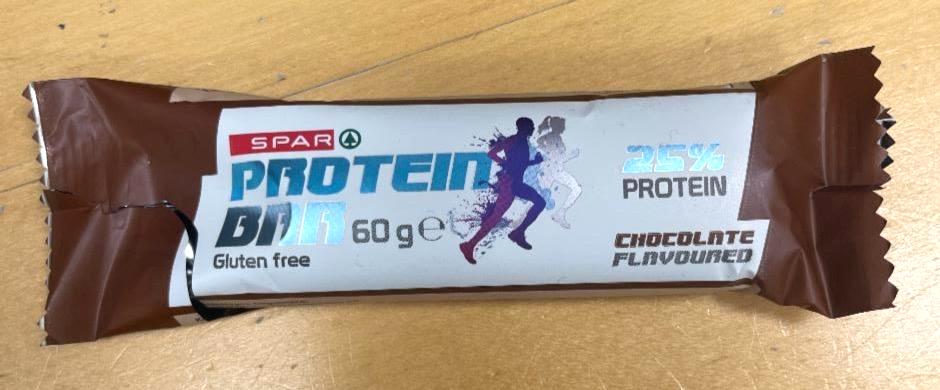 SPAR
PROTEIN
BAR 60 g ℮
Gluten free
25%
PROTEIN
CHOCOLATE
FLAVOURED